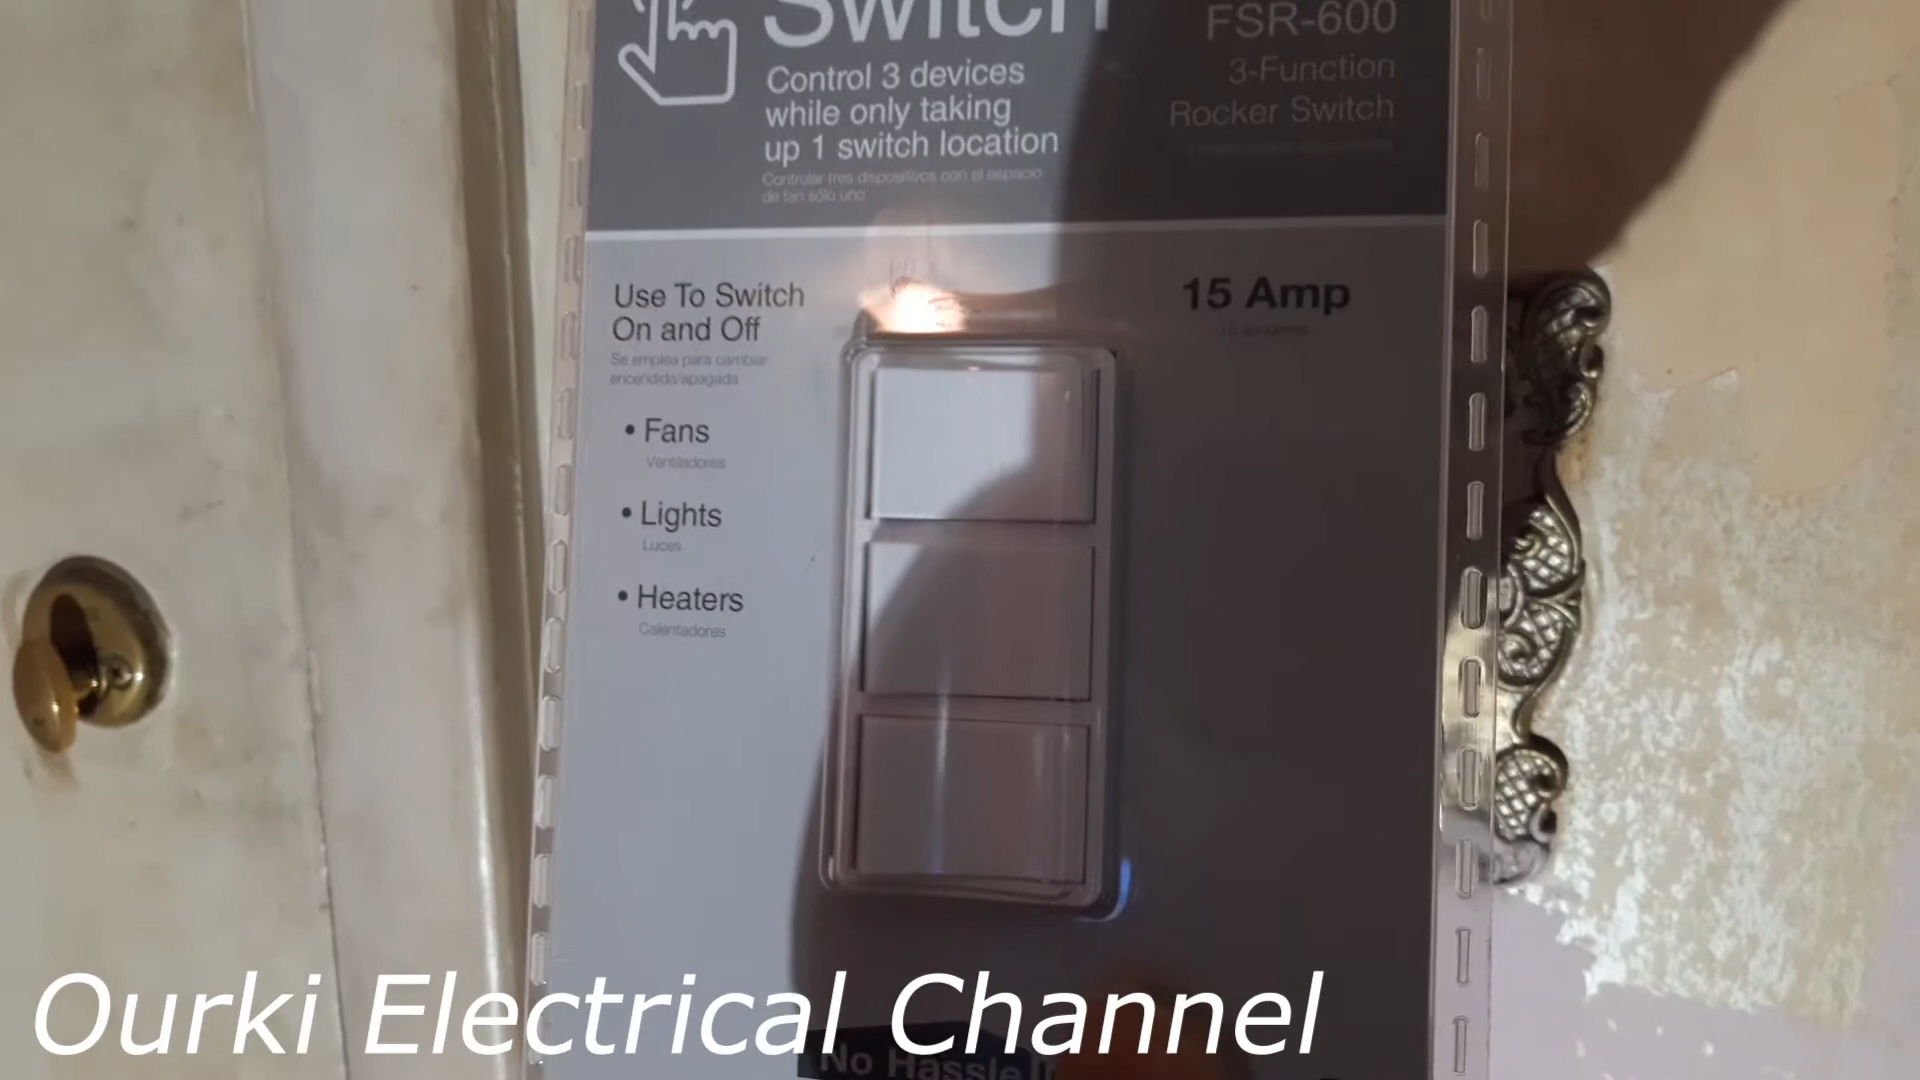 Switch
Control 3 devices
while only taking
up 1 switch location
Controlar tres dispositivos con el espacio
de tan sólo uno
FSR-600
3-Function
Rocker Switch
Use To Switch
On and Off
Se emplea para cambiar
encendida/apagada
• Fans
Ventiladores
• Lights
Luces
• Heaters
Calentadores
15 Amp
No Hassle
Ourki Electrical Channel